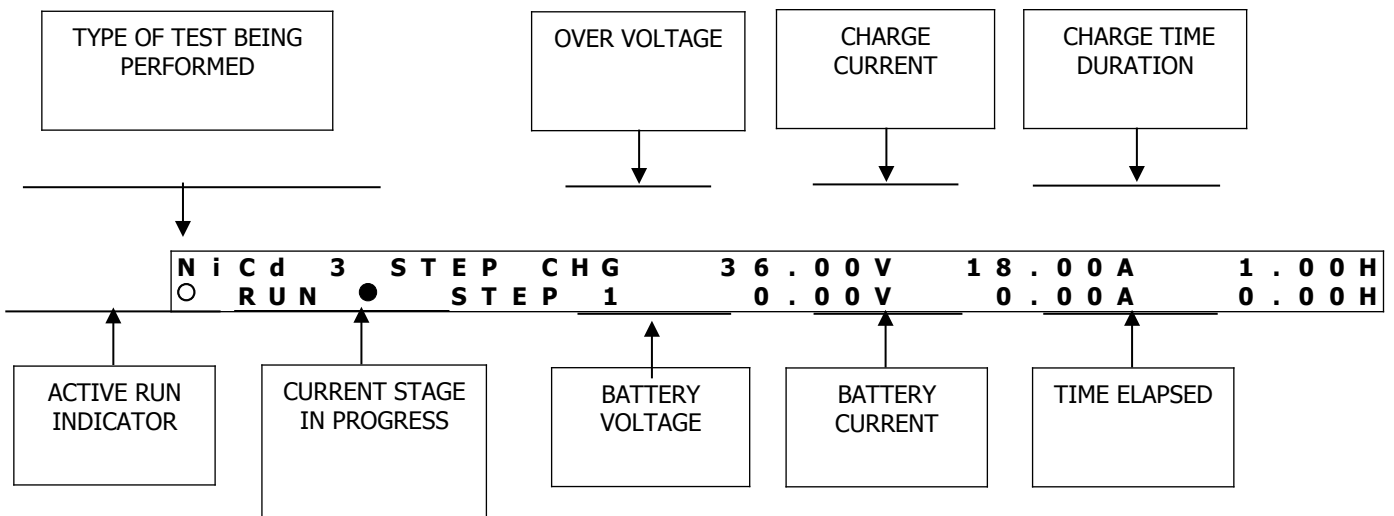 TYPE OF TEST BEING
PERFORMED
OVER VOLTAGE
CHARGE
CURRENT
CHARGE TIME
DURATION
NiCd 3 STEP CHG 36.00V 18.00A 1.00H
○ RUN ● STEP 1 0.00V 0.00A 0.00H
ACTIVE RUN
INDICATOR
CURRENT STAGE
IN PROGRESS
BATTERY
VOLTAGE
BATTERY
CURRENT
TIME ELAPSED